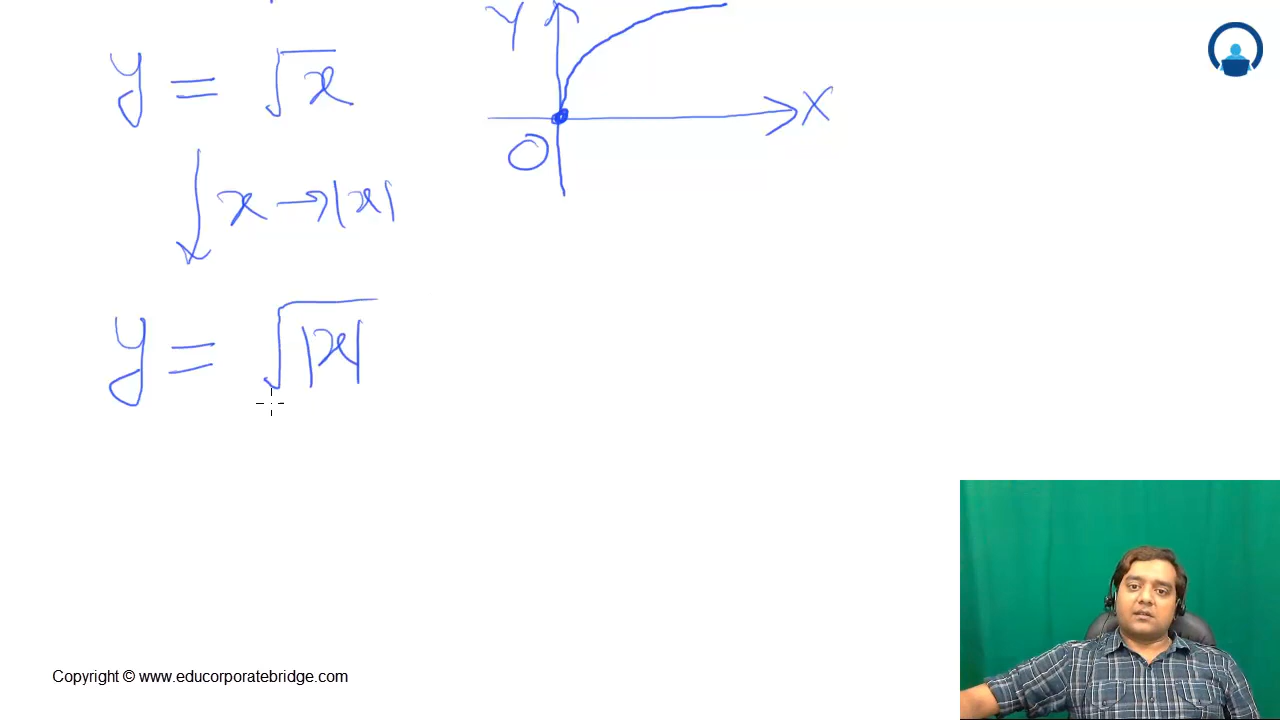 Y
y = √x
X
O
x → |x|
y = √|x|
Copyright © www.educorporatebridge.com